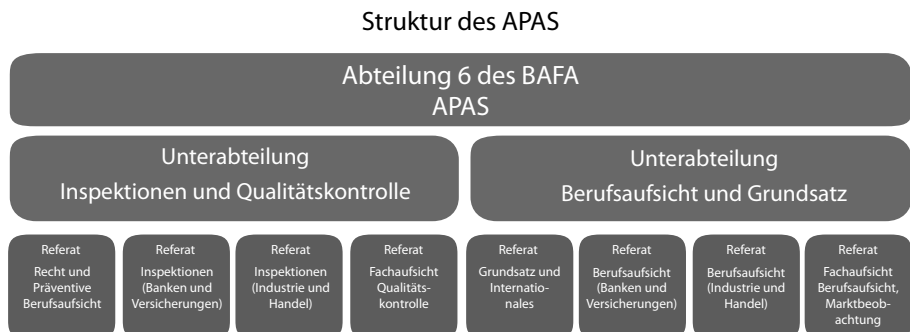 Struktur des APAS
Abteilung 6 des BAFA
APAS
Unterabteilung
Inspektionen und Qualitätskontrolle
Unterabteilung
Berufsaufsicht und Grundsatz
Referat
Recht und
Präventive
Berufsaufsicht
Referat
Inspektionen
(Banken und
Versicherungen)
Referat
Inspektionen
(Industrie und
Handel)
Referat
Fachaufsicht
Qualitäts-
kontrolle
Referat
Grundsatz und
Internatio-
nales
Referat
Berufsaufsicht
(Banken und
Versicherungen)
Referat
Berufsaufsicht
(Industrie und
Handel)
Referat
Fachaufsicht
Berufsaufsicht,
Marktbeob-
achtung